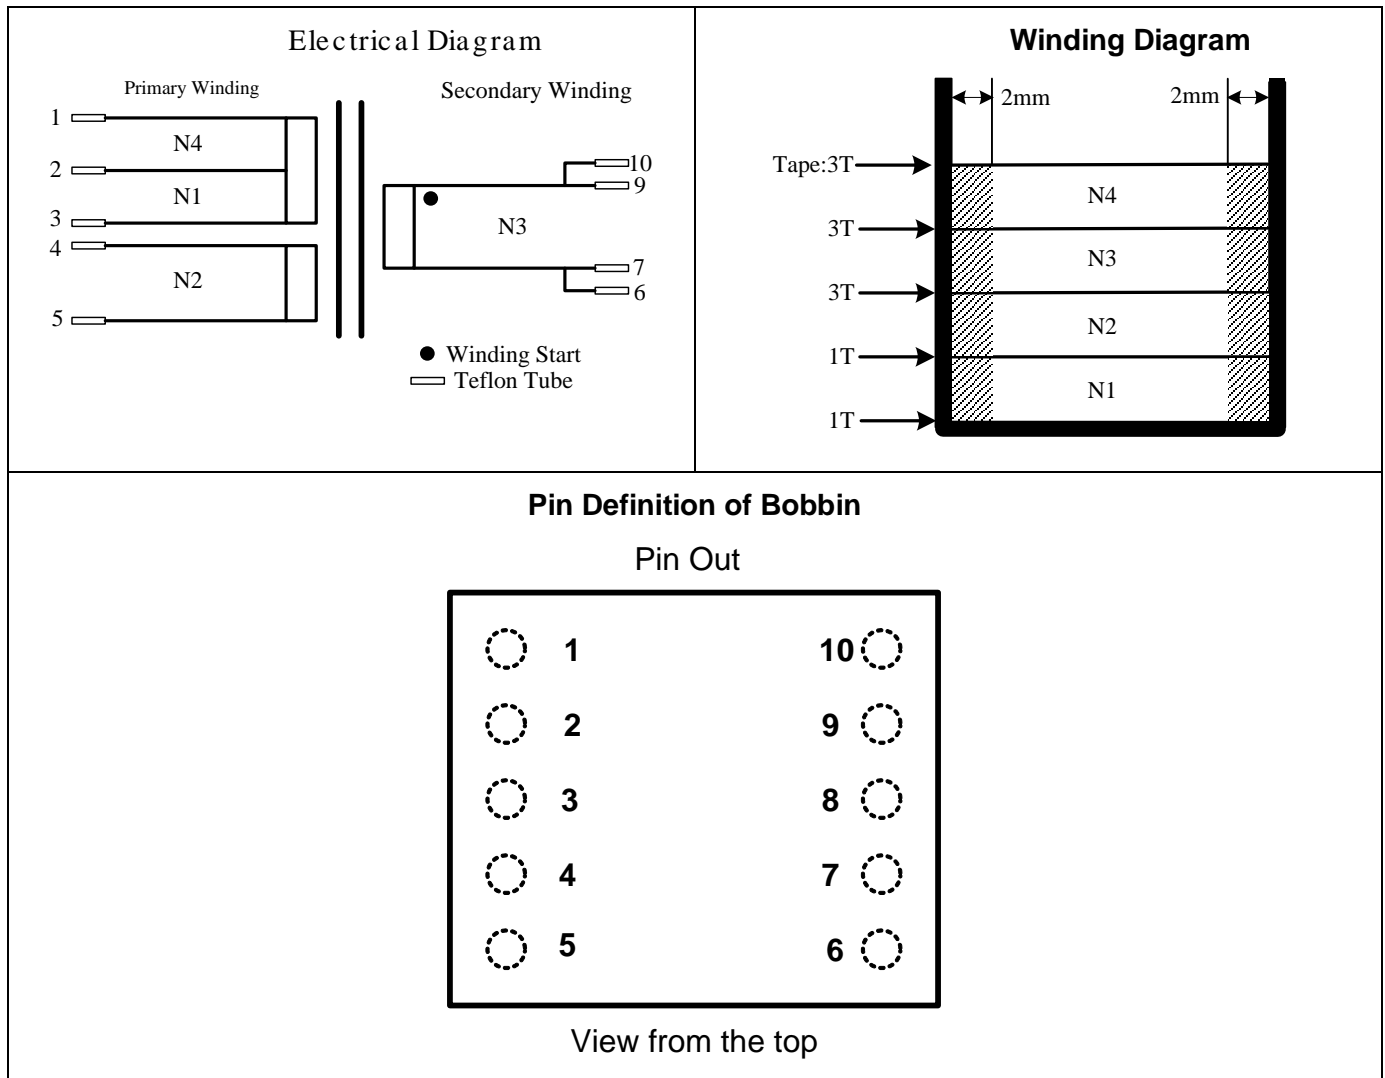 Electrical Diagram
Primary Winding
Secondary Winding
1
N4
2
N1
3
4
N2
5
10
9
N3
7
6
Winding Start
Teflon Tube
Winding Diagram
2mm
2mm
Tape:3T
N4
3T
N3
3T
N2
1T
N1
1T
Pin Definition of Bobbin
Pin Out
1 10
2 9
3 8
4 7
5 6
View from the top